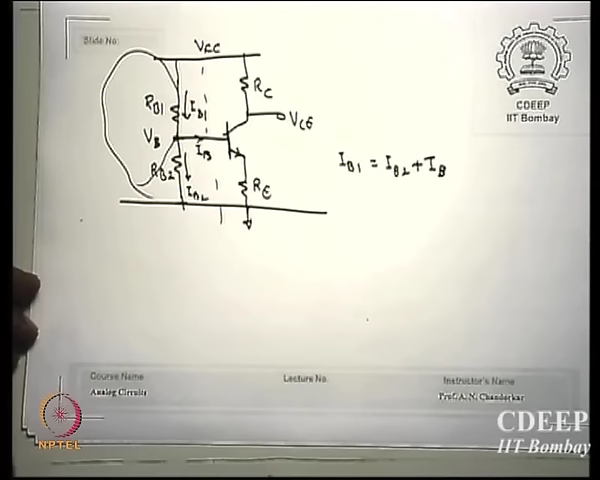 Slide No:
VCC
RC
RB1
IB1
VCE
VB
IB
RB2
IB2
RE
IB1 = IB2 + IB
CDEEP
IIT Bombay
Course Name
Analog Circuits
Lecture No.
Instructor's Name
Prof. A. N. Chandorkar
NPTEL
CDEEP
IIT Bombay